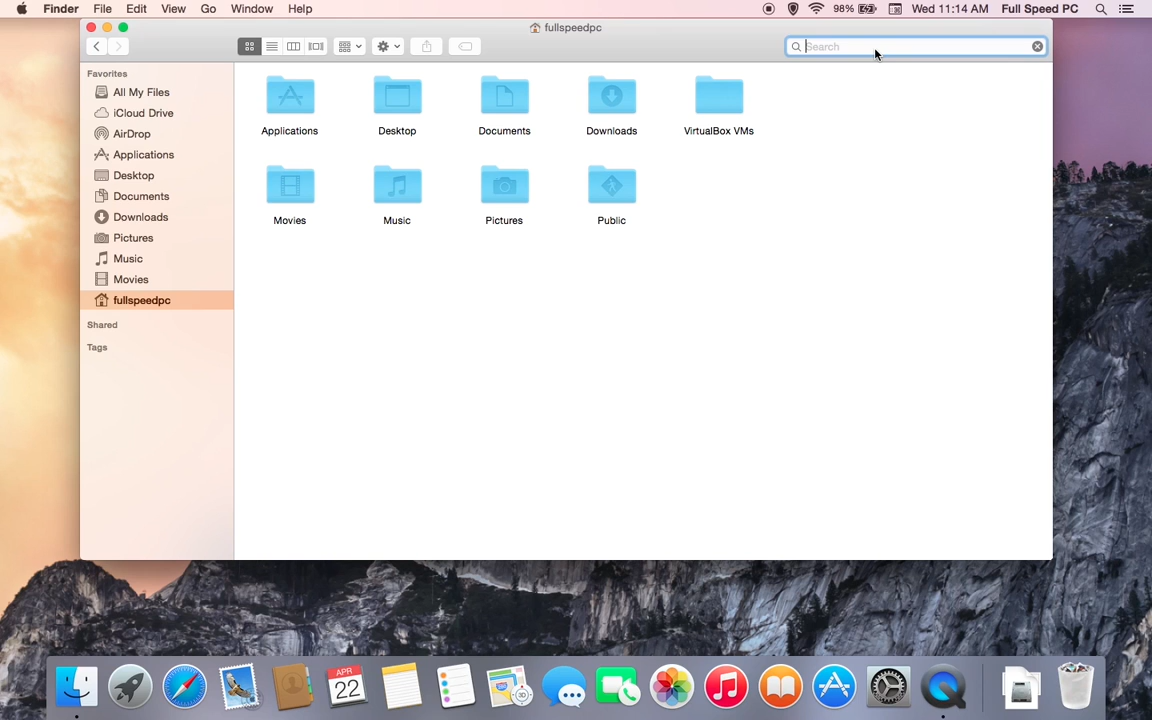 Finder File Edit View Go Window Help 98% Wed 11:14 AM Full Speed PC
fullspeedpc
Search
Favorites
All My Files
iCloud Drive
AirDrop
Applications
Desktop
Documents
Downloads
Pictures
Music
Movies
fullspeedpc
Shared
Tags
Applications Desktop Documents Downloads VirtualBox VMs
Movies Music Pictures Public
APR
22
3D